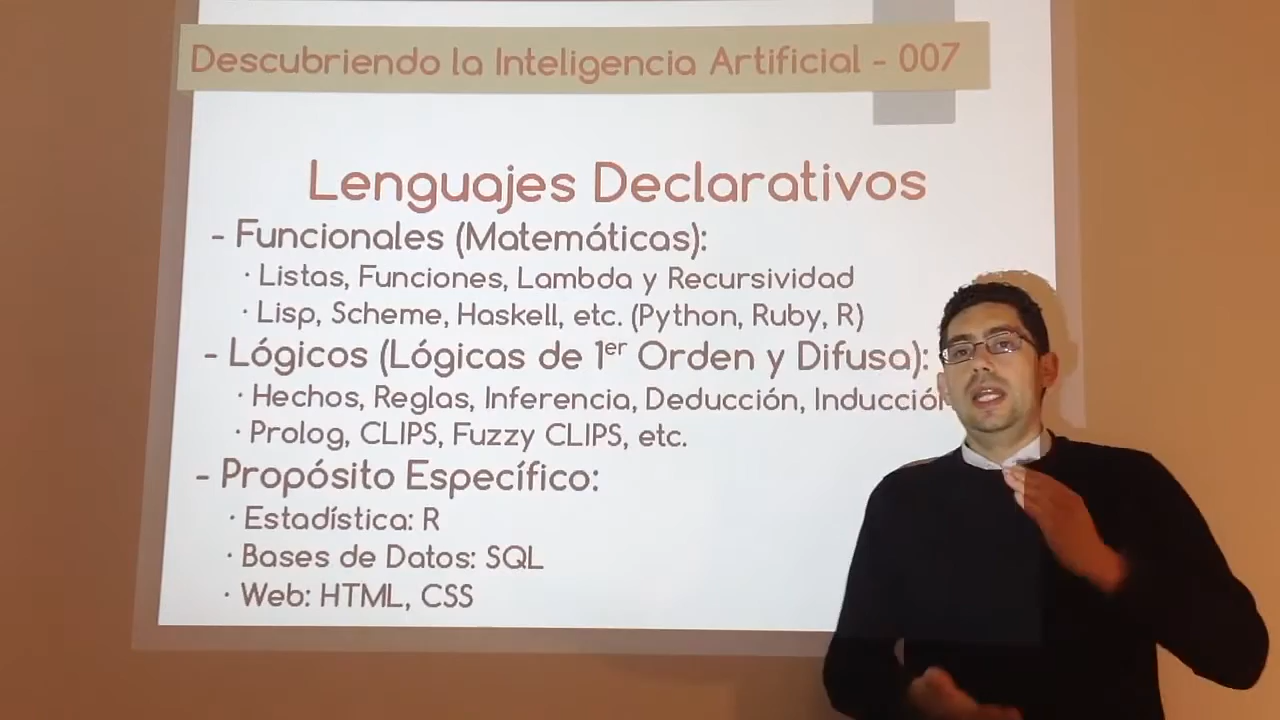 Descubriendo la Inteligencia Artificial - 007
Lenguajes Declarativos
- Funcionales (Matemáticas):
· Listas, Funciones, Lambda y Recursividad
· Lisp, Scheme, Haskell, etc. (Python, Ruby, R)
- Lógicos (Lógicas de 1er Orden y Difusa):
· Hechos, Reglas, Inferencia, Deducción, Inducción
· Prolog, CLIPS, Fuzzy CLIPS, etc.
- Propósito Específico:
· Estadística: R
· Bases de Datos: SQL
· Web: HTML, CSS